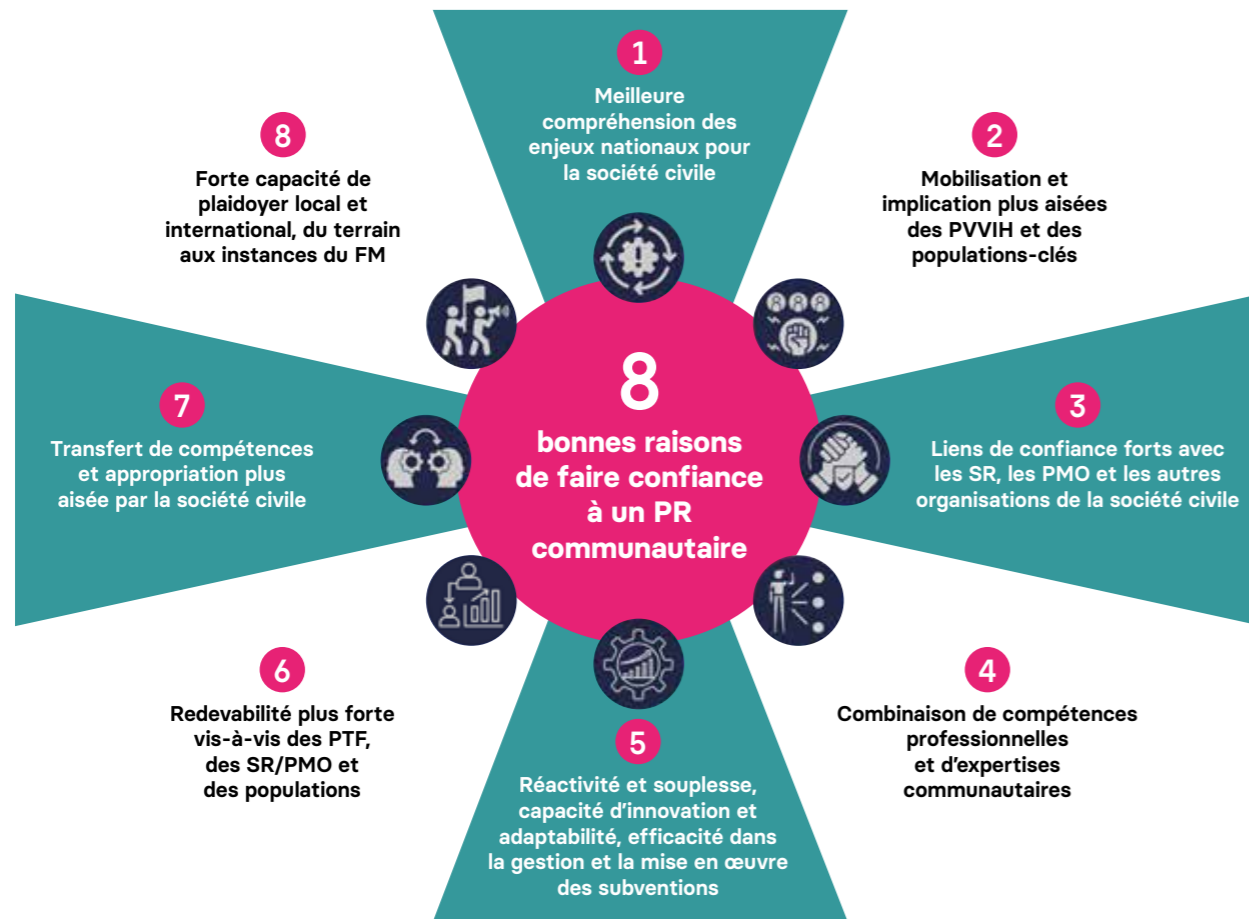 8
bonnes raisons
de faire confiance
à un PR
communautaire
1
Meilleure
compréhension des
enjeux nationaux pour
la société civile
2
Mobilisation et
implication plus aisées
des PVVIH et des
populations-clés
3
Liens de confiance forts avec
les SR, les PMO et les autres
organisations de la société civile
4
Combinaison de compétences
professionnelles
et d'expertises
communautaires
5
Réactivité et souplesse,
capacité d’innovation et
adaptabilité, efficacité dans
la gestion et la mise en œuvre
des subventions
6
Redevabilité plus forte
vis-à-vis des PTF,
des SR/PMO et
des populations
7
Transfert de compétences
et appropriation plus
aisée par la société civile
8
Forte capacité de
plaidoyer local et
international, du terrain
aux instances du FM